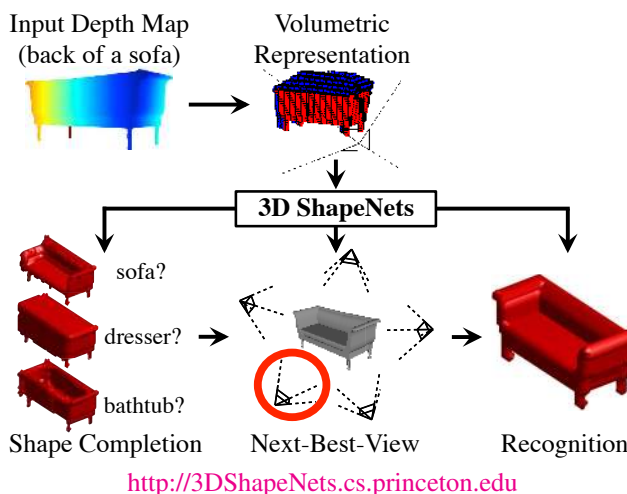 Input Depth Map
(back of a sofa)
Volumetric
Representation
3D ShapeNets
sofa?
dresser?
bathtub?
Shape Completion
Next-Best-View
Recognition
http://3DShapeNets.cs.princeton.edu